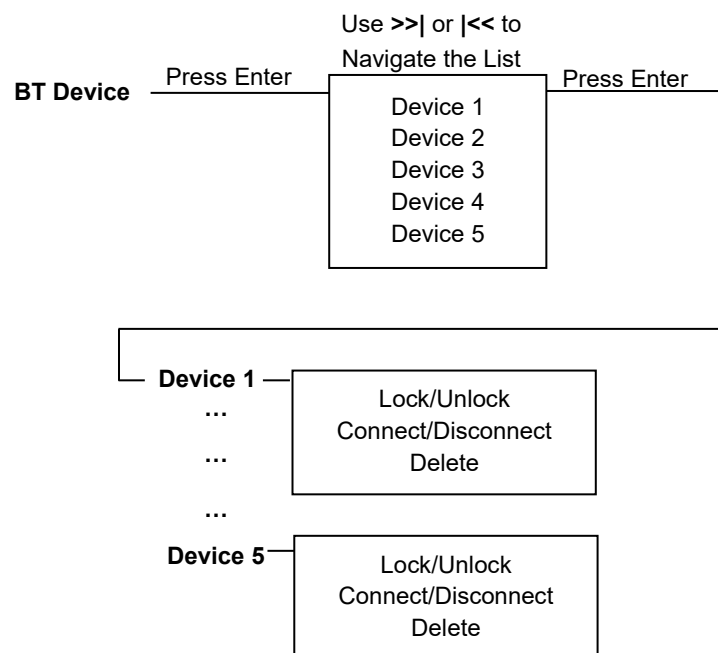 Use >>| or |<< to
Navigate the List
BT Device
Press Enter
Press Enter
Device 1
Device 2
Device 3
Device 4
Device 5
Device 1
Lock/Unlock
Connect/Disconnect
Delete
...
...
...
Device 5
Lock/Unlock
Connect/Disconnect
Delete